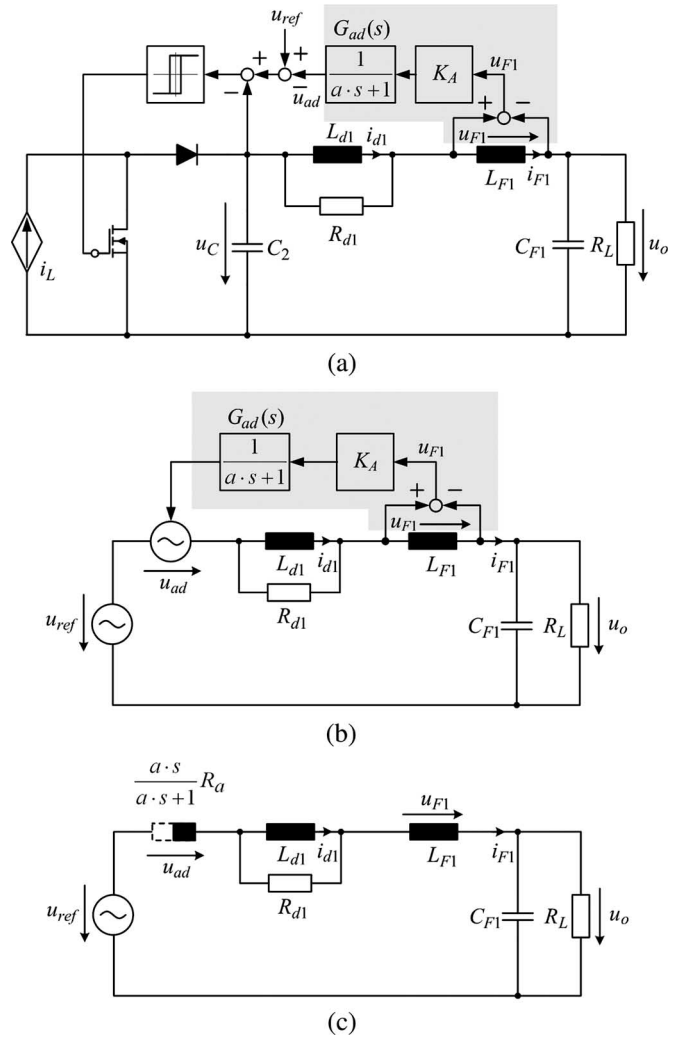 u_ref
G_ad(s)
+ + 1/(a·s+1) K_A u_F1
− u̅_ad + −
L_d1 i_d1 u_F1
L_F1 i_F1
R_d1
i_L u_C C_2 C_F1 R_L u_o
(a)
G_ad(s)
1/(a·s+1) K_A u_F1
+ −
u_F1
u_ad L_d1 i_d1 L_F1 i_F1
R_d1
u_ref C_F1 R_L u_o
(b)
a·s/(a·s+1) R_a
u_F1
u_ad L_d1 i_d1 L_F1 i_F1
R_d1
u_ref C_F1 R_L u_o
(c)